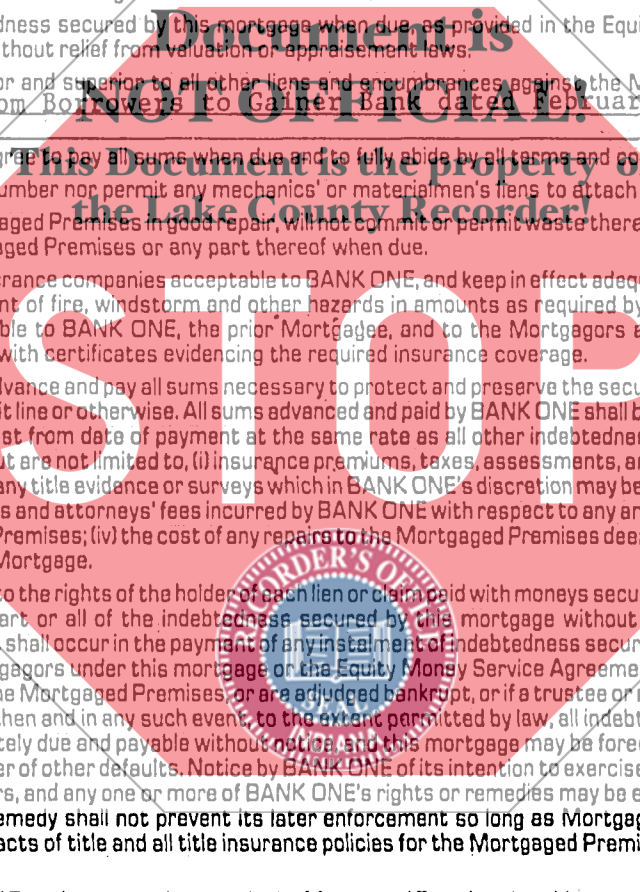 dness secured by this mortgage when due, as provided in the Equi
Document is
thout relief from valuation or appraisement laws.
or and superior to all other liens and encumbrances against the M
NOT OFFICIAL!
om Borrowers to Gainer Bank dated Februar
gree to pay all sums when due and to fully abide by all terms and co
This Document is the property o
umber nor permit any mechanics' or materialmen's liens to attach
the Lake County Recorder!
aged Premises in good repair, will not commit or permit waste there
aged Premises or any part thereof when due.
rance companies acceptable to BANK ONE, and keep in effect adeq
nt of fire, windstorm and other hazards in amounts as required by
ble to BANK ONE, the prior Mortgagee, and to the Mortgagors a
with certificates evidencing the required insurance coverage.
STOP
dvance and pay all sums necessary to protect and preserve the secu
it line or otherwise. All sums advanced and paid by BANK ONE shall b
st from date of payment at the same rate as all other indebtednes
ut are not limited to, (i) insurance premiums, taxes, assessments, an
any title evidence or surveys which in BANK ONE's discretion may be
s and attorneys' fees incurred by BANK ONE with respect to any an
Premises; (iv) the cost of any repairs to the Mortgaged Premises dee
Mortgage.
RECORDER'S OFFICE
to the rights of the holder of each lien or claim paid with moneys secu
art or all of the indebtedness secured by this mortgage without
shall occur in the payment of any instalment of indebtedness secur
gagors under this mortgage or the Equity Money Service Agreeme
he Mortgaged Premises, or are adjudged bankrupt, or if a trustee or
SEAL
hen and in any such event, to the extent permitted by law, all indebt
INDIANA
tely due and payable without notice, and this mortgage may be fore
er of other defaults. Notice by BANK ONE of its intention to exercise
rs, and any one or more of BANK ONE's rights or remedies may be e
emedy shall not prevent its later enforcement so long as Mortgag
acts of title and all title insurance policies for the Mortgaged Premi